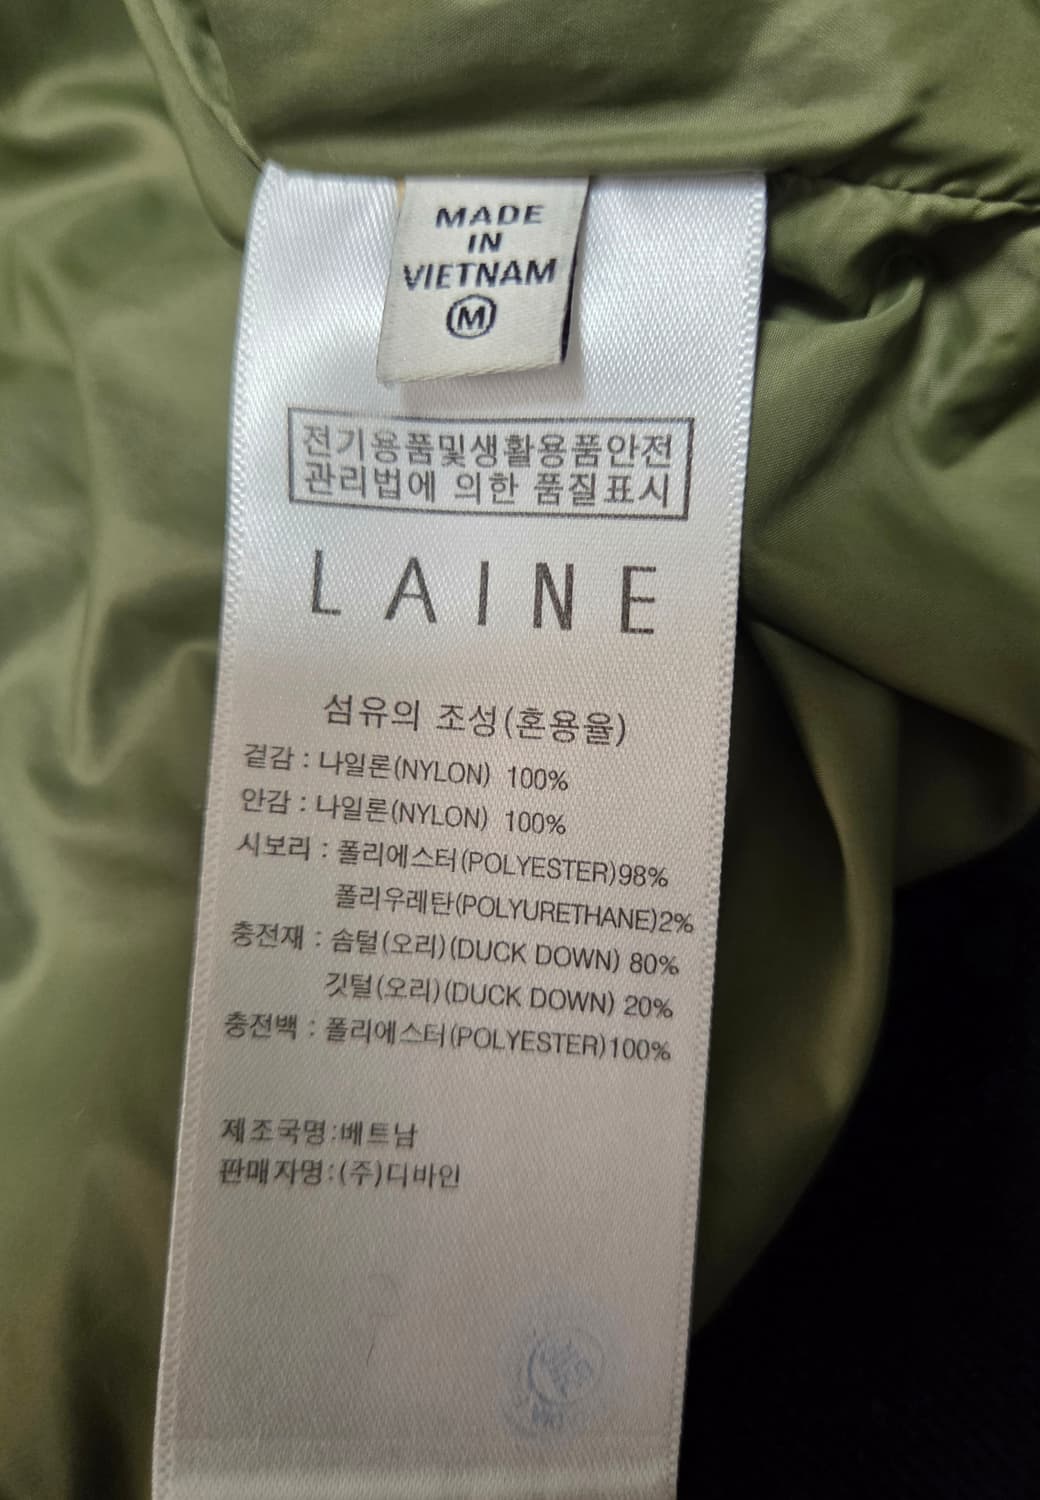 MADE
IN
VIETNAM
M
전기용품및생활용품안전
관리법에 의한 품질표시
LAINE
섬유의 조성(혼용율)
겉감 : 나일론(NYLON) 100%
안감 : 나일론(NYLON) 100%
시보리 : 폴리에스터(POLYESTER)98%
폴리우레탄(POLYURETHANE)2%
충전재 : 솜털(오리)(DUCK DOWN) 80%
깃털(오리)(DUCK DOWN) 20%
충전백 : 폴리에스터(POLYESTER)100%
제조국명:베트남
판매자명:(주)디바인